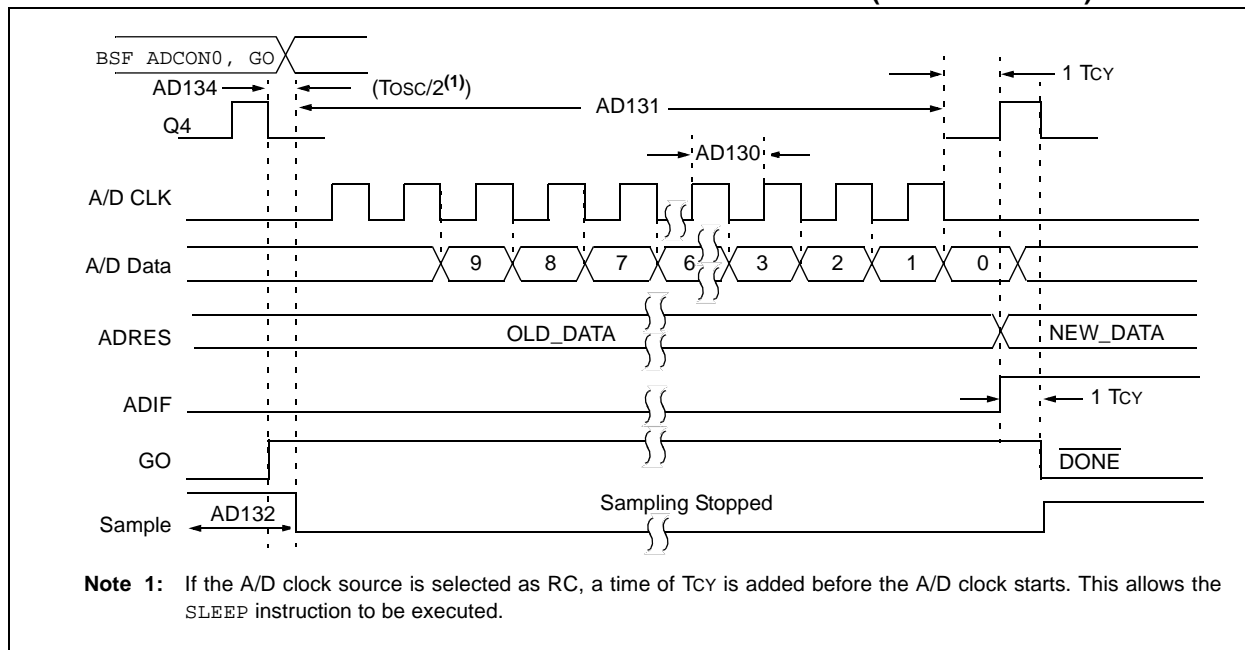 BSF ADCON0, GO
AD134
(TOSC/2(1))
AD131
1 TCY
Q4
AD130
A/D CLK
A/D Data
9 8 7 6 3 2 1 0
ADRES
OLD_DATA
NEW_DATA
ADIF
1 TCY
GO
DONE
Sample
AD132
Sampling Stopped
Note 1: If the A/D clock source is selected as RC, a time of TCY is added before the A/D clock starts. This allows the
SLEEP instruction to be executed.